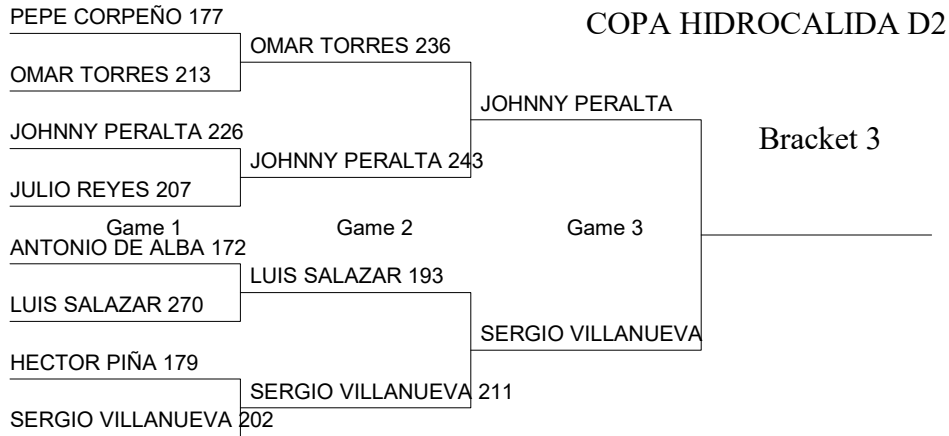 COPA HIDROCALIDA D2
Bracket 3
PEPE CORPEÑO 177
OMAR TORRES 213
JOHNNY PERALTA 226
JULIO REYES 207
Game 1
ANTONIO DE ALBA 172
LUIS SALAZAR 270
HECTOR PIÑA 179
SERGIO VILLANUEVA 202
OMAR TORRES 236
JOHNNY PERALTA 243
Game 2
LUIS SALAZAR 193
SERGIO VILLANUEVA 211
JOHNNY PERALTA
Game 3
SERGIO VILLANUEVA